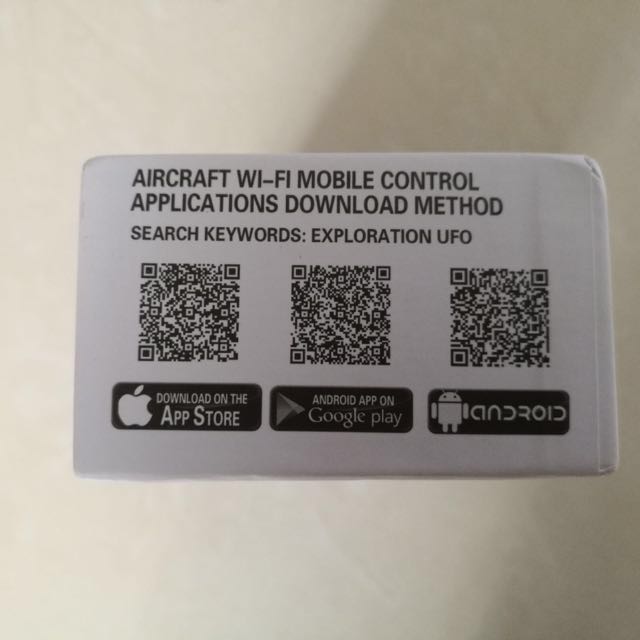 AIRCRAFT WI-FI MOBILE CONTROL
APPLICATIONS DOWNLOAD METHOD
SEARCH KEYWORDS: EXPLORATION UFO
DOWNLOAD ON THE
APP STORE
ANDROID APP ON
Google play
ANDROID